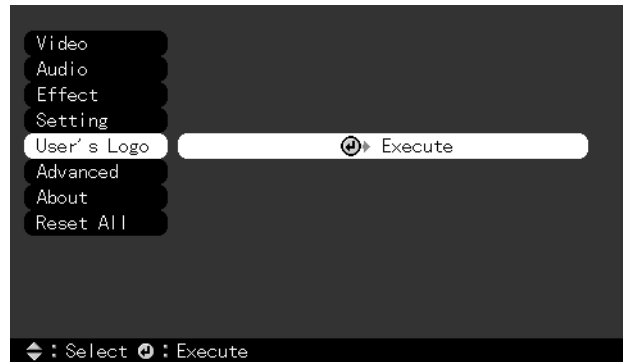 Video
Audio
Effect
Setting
User's Logo
Execute
Advanced
About
Reset All
: Select : Execute